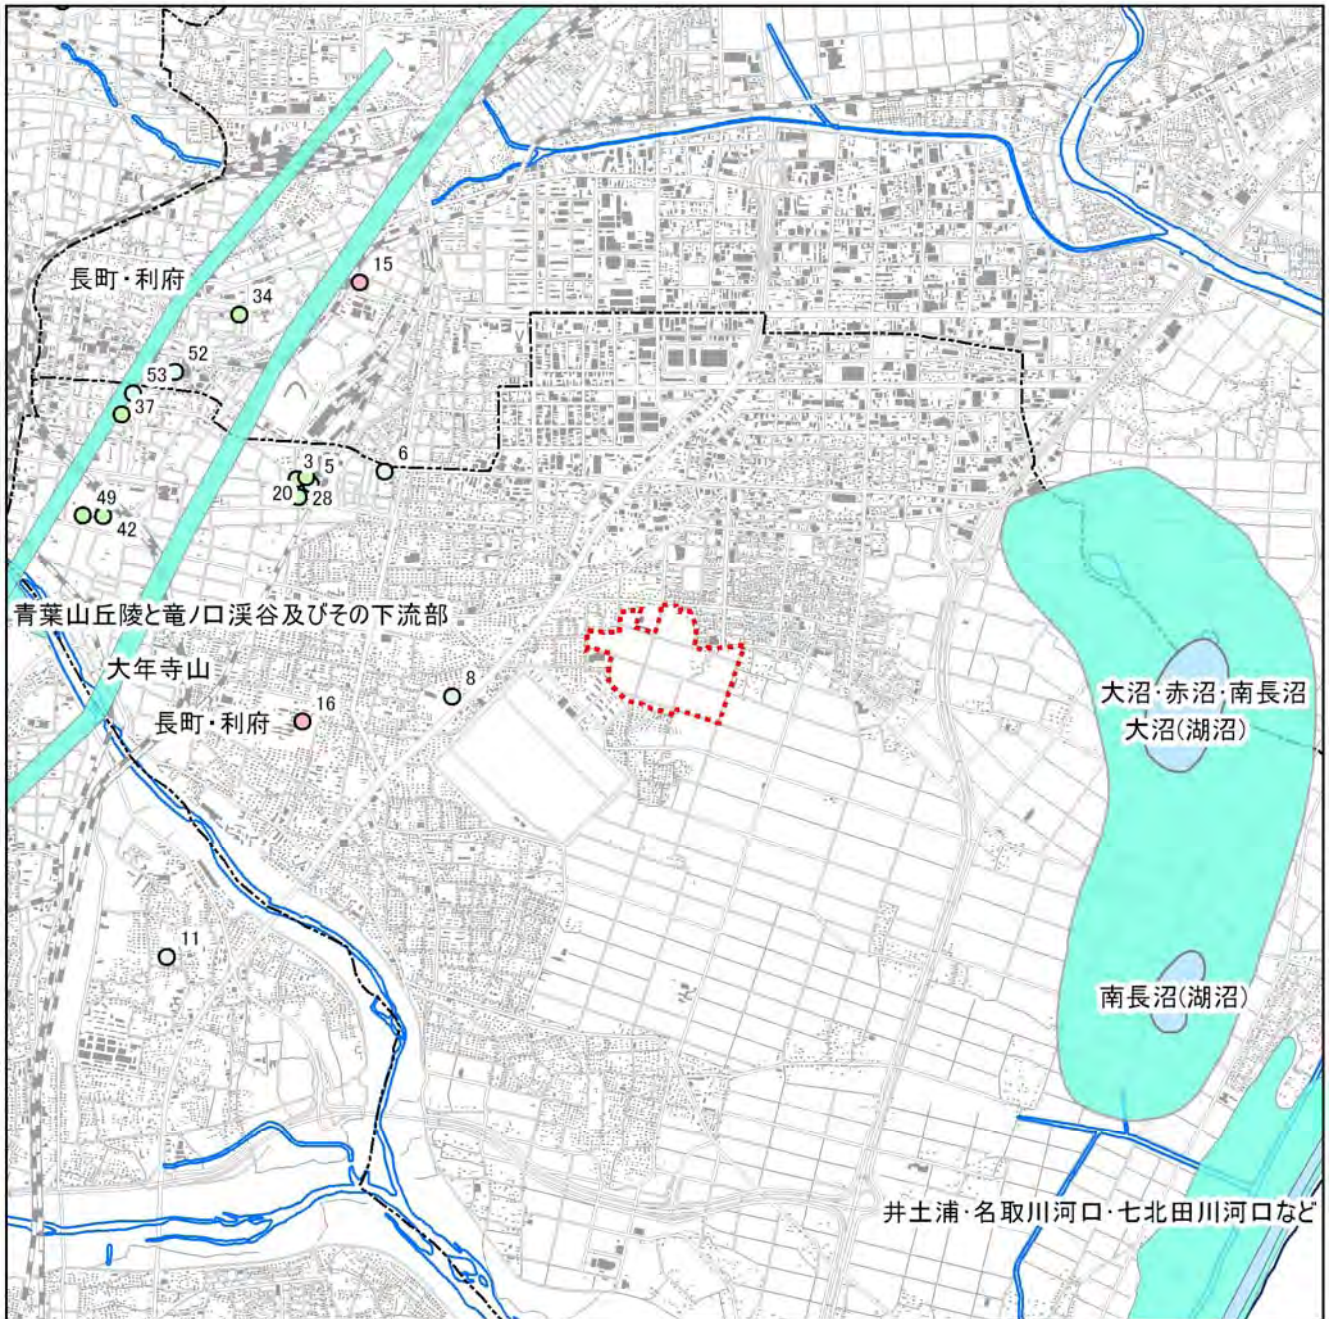 15
長町・利府
34
52
53
37
6
3
5
20
28
49
42
青葉山丘陵と竜ノ口渓谷及びその下流部
大年寺山
8
大沼・赤沼・南長沼
長町・利府
16
大沼(湖沼)
11
南長沼(湖沼)
井土浦・名取川河口・七北田川河口など